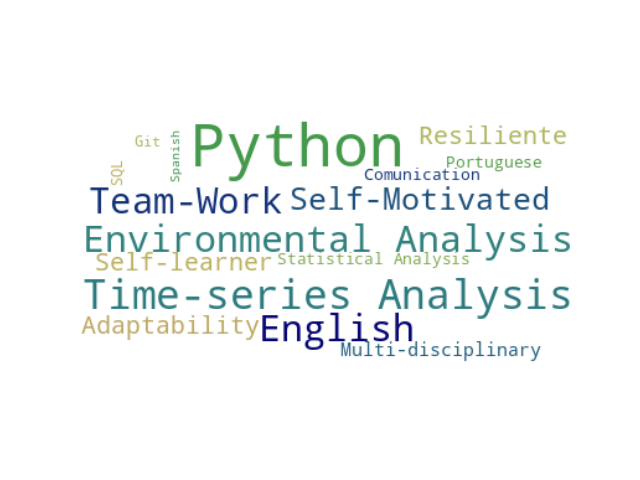 Python
Resiliente
Git
Spanish
Portuguese
SQL
Comunication
Team-Work
Self-Motivated
Environmental Analysis
Self-learner
Statistical Analysis
Time-series Analysis
Adaptability
English
Multi-disciplinary